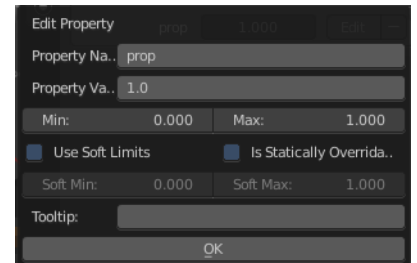 Edit Property
prop 1.000 Edit
Property Na.. prop
Property Va.. 1.0
Min: 0.000 Max: 1.000
Use Soft Limits Is Statically Overrida..
Soft Min: 0.000 Soft Max: 1.000
Tooltip:
OK